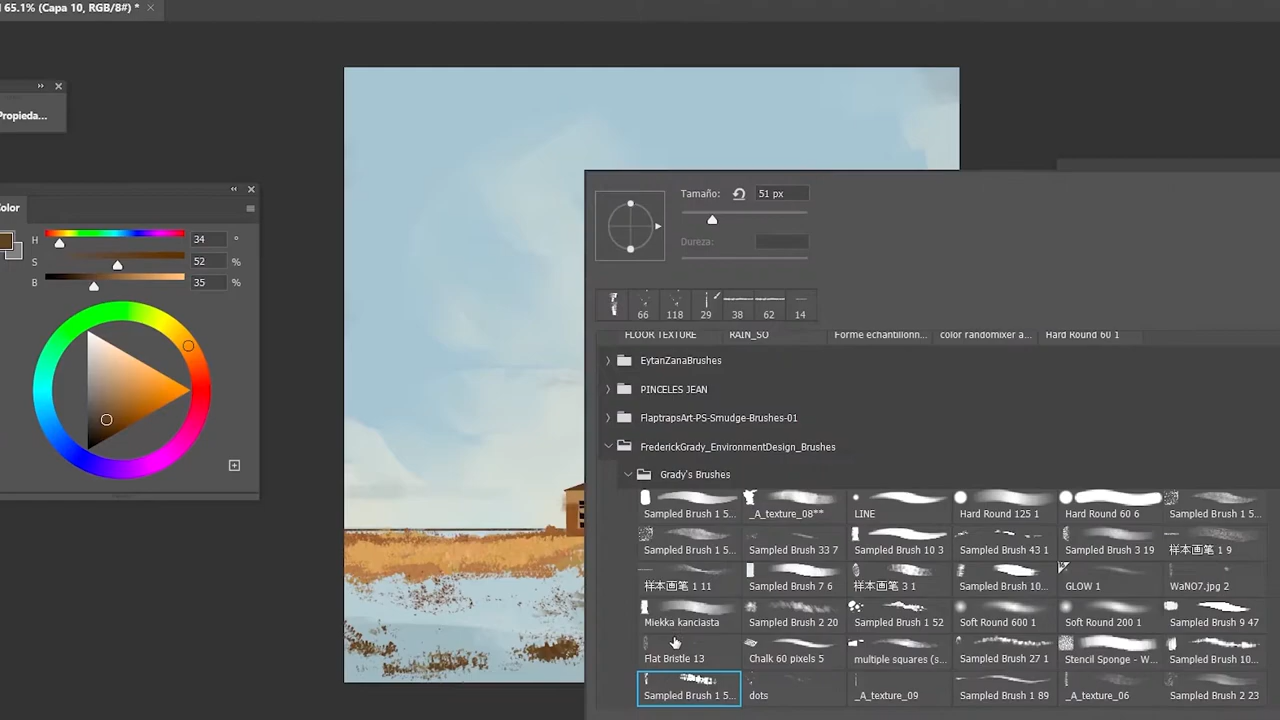 65.1% (Capa 10, RGB/8#) *
Propieda...
Color
H 34 °
S 52 %
B 35 %
Tamaño: 51 px
Dureza:
66 118 29 38 62 14
FLOOR TEXTURE RAIN_SO Forme echantillonn... color randomixer a... Hard Round 60 1
EytanZanaBrushes
PINCELES JEAN
FlaptrapsArt-PS-Smudge-Brushes-01
FrederickGrady_EnvironmentDesign_Brushes
Grady's Brushes
Sampled Brush 1 5... _A_texture_08** LINE Hard Round 125 1 Hard Round 60 6 Sampled Brush 1 5...
Sampled Brush 33 7 Sampled Brush 10 3 Sampled Brush 43 1 Sampled Brush 3 19 样本画笔 1 9
样本画笔 1 11 Sampled Brush 7 6 样本画笔 3 1 Sampled Brush 10... GLOW 1 WaNO7.jpg 2
Miekka kanciasta Sampled Brush 2 20 Sampled Brush 1 52 Soft Round 600 1 Soft Round 200 1 Sampled Brush 9 47
Flat Bristle 13 Chalk 60 pixels 5 multiple squares (s... Sampled Brush 27 1 Stencil Sponge - W... Sampled Brush 10...
Sampled Brush 1 5... dots _A_texture_09 Sampled Brush 1 89 _A_texture_06 Sampled Brush 2 23